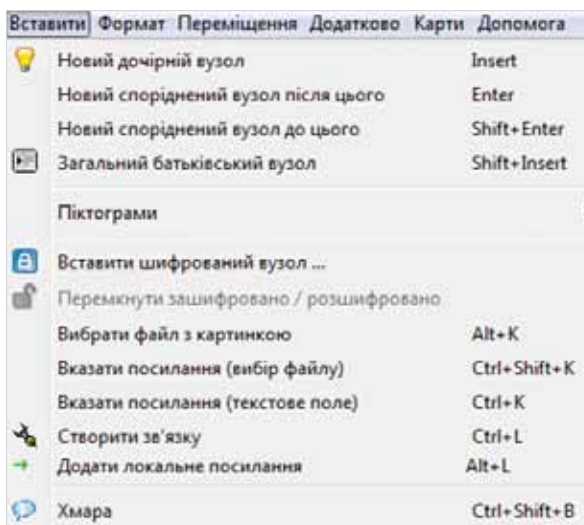 Вставити Формат Переміщення Додатково Карти Допомога
Новий дочірній вузол Insert
Новий споріднений вузол після цього Enter
Новий споріднений вузол до цього Shift+Enter
Загальний батьківський вузол Shift+Insert
Піктограми
Вставити шифрований вузол ...
Перемкнути зашифровано / розшифровано
Вибрати файл з картинкою Alt+K
Вказати посилання (вибір файлу) Ctrl+Shift+K
Вказати посилання (текстове поле) Ctrl+K
Створити зв'язку Ctrl+L
Додати локальне посилання Alt+L
Хмара Ctrl+Shift+B